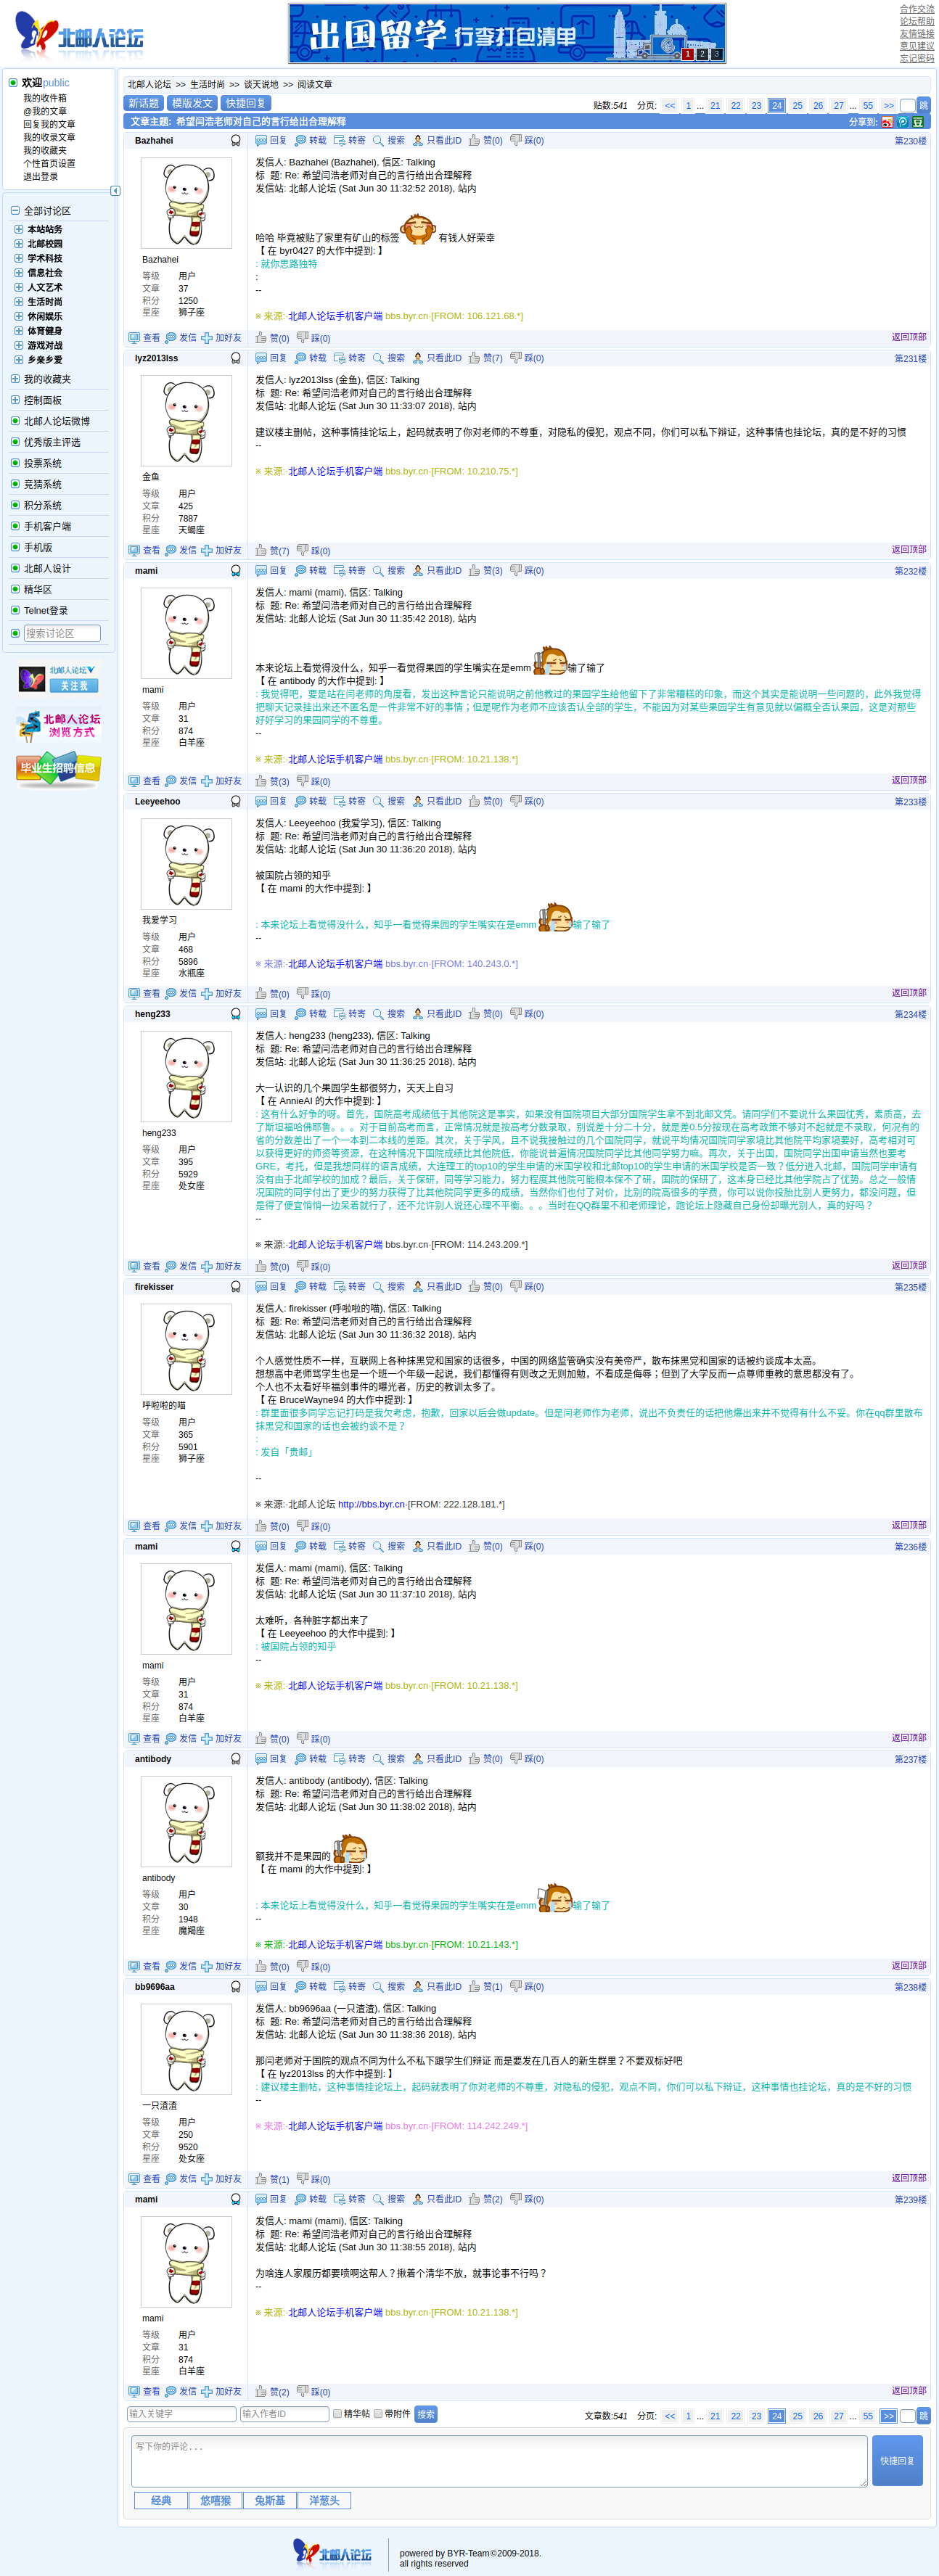 北邮人论坛
出国留学 行李打包清单
1 2 3
合作交流
论坛帮助
友情链接
意见建议
忘记密码
欢迎public
我的收件箱
@我的文章
回复我的文章
我的收录文章
我的收藏夹
个性首页设置
退出登录
全部讨论区
本站站务
北邮校园
学术科技
信息社会
人文艺术
生活时尚
休闲娱乐
体育健身
游戏对战
乡亲乡爱
我的收藏夹
控制面板
北邮人论坛微博
优秀版主评选
投票系统
竞猜系统
积分系统
手机客户端
手机版
北邮人设计
精华区
Telnet登录
搜索讨论区
北邮人论坛
关注我
北邮人论坛
浏览方式
毕业生招聘信息
北邮人论坛 >> 生活时尚 >> 谈天说地 >> 阅读文章
新话题 模版发文 快捷回复
贴数:541 分页: << 1 ... 21 22 23 24 25 26 27 ... 55 >> 跳
文章主题: 希望闫浩老师对自己的言行给出合理解释 分享到:
Bazhahei 回复 转载 转寄 搜索 只看此ID 赞(0) 踩(0) 第230楼
Bazhahei
等级 用户
文章 37
积分 1250
星座 狮子座
发信人: Bazhahei (Bazhahei), 信区: Talking
标 题: Re: 希望闫浩老师对自己的言行给出合理解释
发信站: 北邮人论坛 (Sat Jun 30 11:32:52 2018), 站内
哈哈 毕竟被贴了家里有矿山的标签 有钱人好荣幸
【 在 byr0427 的大作中提到: 】
: 就你思路独特
:
--
※ 来源:·北邮人论坛手机客户端 bbs.byr.cn·[FROM: 106.121.68.*]
查看 发信 加好友 赞(0) 踩(0) 返回顶部
lyz2013lss 回复 转载 转寄 搜索 只看此ID 赞(7) 踩(0) 第231楼
金鱼
等级 用户
文章 425
积分 7887
星座 天蝎座
发信人: lyz2013lss (金鱼), 信区: Talking
标 题: Re: 希望闫浩老师对自己的言行给出合理解释
发信站: 北邮人论坛 (Sat Jun 30 11:33:07 2018), 站内
建议楼主删帖，这种事情挂论坛上，起码就表明了你对老师的不尊重，对隐私的侵犯，观点不同，你们可以私下辩证，这种事情也挂论坛，真的是不好的习惯
--
※ 来源:·北邮人论坛手机客户端 bbs.byr.cn·[FROM: 10.210.75.*]
查看 发信 加好友 赞(7) 踩(0) 返回顶部
mami 回复 转载 转寄 搜索 只看此ID 赞(3) 踩(0) 第232楼
mami
等级 用户
文章 31
积分 874
星座 白羊座
发信人: mami (mami), 信区: Talking
标 题: Re: 希望闫浩老师对自己的言行给出合理解释
发信站: 北邮人论坛 (Sat Jun 30 11:35:42 2018), 站内
本来论坛上看觉得没什么，知乎一看觉得果园的学生嘴实在是emm 输了输了
【 在 antibody 的大作中提到: 】
: 我觉得吧，要是站在闫老师的角度看，发出这种言论只能说明之前他教过的果园学生给他留下了非常糟糕的印象，而这个其实是能说明一些问题的，此外我觉得
把聊天记录挂出来还不匿名是一件非常不好的事情；但是呢作为老师不应该否认全部的学生，不能因为对某些果园学生有意见就以偏概全否认果园，这是对那些
好好学习的果园同学的不尊重。
--
※ 来源:·北邮人论坛手机客户端 bbs.byr.cn·[FROM: 10.21.138.*]
查看 发信 加好友 赞(3) 踩(0) 返回顶部
Leeyeehoo 回复 转载 转寄 搜索 只看此ID 赞(0) 踩(0) 第233楼
我爱学习
等级 用户
文章 468
积分 5896
星座 水瓶座
发信人: Leeyeehoo (我爱学习), 信区: Talking
标 题: Re: 希望闫浩老师对自己的言行给出合理解释
发信站: 北邮人论坛 (Sat Jun 30 11:36:20 2018), 站内
被国院占领的知乎
【 在 mami 的大作中提到: 】
: 本来论坛上看觉得没什么，知乎一看觉得果园的学生嘴实在是emm 输了输了
--
※ 来源:·北邮人论坛手机客户端 bbs.byr.cn·[FROM: 140.243.0.*]
查看 发信 加好友 赞(0) 踩(0) 返回顶部
heng233 回复 转载 转寄 搜索 只看此ID 赞(0) 踩(0) 第234楼
heng233
等级 用户
文章 395
积分 5929
星座 处女座
发信人: heng233 (heng233), 信区: Talking
标 题: Re: 希望闫浩老师对自己的言行给出合理解释
发信站: 北邮人论坛 (Sat Jun 30 11:36:25 2018), 站内
大一认识的几个果园学生都很努力，天天上自习
【 在 AnnieAI 的大作中提到: 】
: 这有什么好争的呀。首先，国院高考成绩低于其他院这是事实，如果没有国院项目大部分国院学生拿不到北邮文凭。请同学们不要说什么果园优秀，素质高，去
了斯坦福哈佛耶鲁。。。对于目前高考而言，正常情况就是按高考分数录取，别说差十分二十分，就是差0.5分按现在高考政策不够对不起就是不录取，何况有的
省的分数差出了一个一本到二本线的差距。其次，关于学风，且不说我接触过的几个国院同学，就说平均情况国院同学家境比其他院平均家境要好，高考相对可
以获得更好的师资等资源，在这种情况下国院成绩比其他院低，你能说普遍情况国院同学比其他同学努力嘛。再次，关于出国，国院同学出国申请当然也要考
GRE，考托，但是我想同样的语言成绩，大连理工的top10的学生申请的米国学校和北邮top10的学生申请的米国学校是否一致？低分进入北邮，国院同学申请有
没有由于北邮学校的加成？最后，关于保研，同等学习能力，努力程度其他院可能根本保不了研，国院的保研了，这本身已经比其他学院占了优势。总之一般情
况国院的同学付出了更少的努力获得了比其他院同学更多的成绩，当然你们也付了对价，比别的院高很多的学费，你可以说你投胎比别人更努力，都没问题，但
是得了便宜悄悄一边呆着就行了，还不允许别人说还心理不平衡。。。当时在QQ群里不和老师理论，跑论坛上隐藏自己身份却曝光别人，真的好吗？
--
※ 来源:·北邮人论坛手机客户端 bbs.byr.cn·[FROM: 114.243.209.*]
查看 发信 加好友 赞(0) 踩(0) 返回顶部
firekisser 回复 转载 转寄 搜索 只看此ID 赞(0) 踩(0) 第235楼
呼啦啦的喵
等级 用户
文章 365
积分 5901
星座 狮子座
发信人: firekisser (呼啦啦的喵), 信区: Talking
标 题: Re: 希望闫浩老师对自己的言行给出合理解释
发信站: 北邮人论坛 (Sat Jun 30 11:36:32 2018), 站内
个人感觉性质不一样，互联网上各种抹黑党和国家的话很多，中国的网络监管确实没有美帝严，散布抹黑党和国家的话被约谈成本太高。
想想高中老师骂学生也是一个班一个年级一起说，我们都懂得有则改之无则加勉，不看成是侮辱；但到了大学反而一点尊师重教的意思都没有了。
个人也不太看好毕福剑事件的曝光者，历史的教训太多了。
【 在 BruceWayne94 的大作中提到: 】
: 群里面很多同学忘记打码是我欠考虑，抱歉，回家以后会做update。但是闫老师作为老师，说出不负责任的话把他爆出来并不觉得有什么不妥。你在qq群里散布
抹黑党和国家的话也会被约谈不是？
:
: 发自「贵邮」
--
※ 来源:·北邮人论坛 http://bbs.byr.cn·[FROM: 222.128.181.*]
查看 发信 加好友 赞(0) 踩(0) 返回顶部
mami 回复 转载 转寄 搜索 只看此ID 赞(0) 踩(0) 第236楼
mami
等级 用户
文章 31
积分 874
星座 白羊座
发信人: mami (mami), 信区: Talking
标 题: Re: 希望闫浩老师对自己的言行给出合理解释
发信站: 北邮人论坛 (Sat Jun 30 11:37:10 2018), 站内
太难听，各种脏字都出来了
【 在 Leeyeehoo 的大作中提到: 】
: 被国院占领的知乎
--
※ 来源:·北邮人论坛手机客户端 bbs.byr.cn·[FROM: 10.21.138.*]
查看 发信 加好友 赞(0) 踩(0) 返回顶部
antibody 回复 转载 转寄 搜索 只看此ID 赞(0) 踩(0) 第237楼
antibody
等级 用户
文章 30
积分 1948
星座 魔羯座
发信人: antibody (antibody), 信区: Talking
标 题: Re: 希望闫浩老师对自己的言行给出合理解释
发信站: 北邮人论坛 (Sat Jun 30 11:38:02 2018), 站内
额我并不是果园的
【 在 mami 的大作中提到: 】
: 本来论坛上看觉得没什么，知乎一看觉得果园的学生嘴实在是emm 输了输了
--
※ 来源:·北邮人论坛手机客户端 bbs.byr.cn·[FROM: 10.21.143.*]
查看 发信 加好友 赞(0) 踩(0) 返回顶部
bb9696aa 回复 转载 转寄 搜索 只看此ID 赞(1) 踩(0) 第238楼
一只渣渣
等级 用户
文章 250
积分 9520
星座 处女座
发信人: bb9696aa (一只渣渣), 信区: Talking
标 题: Re: 希望闫浩老师对自己的言行给出合理解释
发信站: 北邮人论坛 (Sat Jun 30 11:38:36 2018), 站内
那闫老师对于国院的观点不同为什么不私下跟学生们辩证 而是要发在几百人的新生群里？不要双标好吧
【 在 lyz2013lss 的大作中提到: 】
: 建议楼主删帖，这种事情挂论坛上，起码就表明了你对老师的不尊重，对隐私的侵犯，观点不同，你们可以私下辩证，这种事情也挂论坛，真的是不好的习惯
--
※ 来源:·北邮人论坛手机客户端 bbs.byr.cn·[FROM: 114.242.249.*]
查看 发信 加好友 赞(1) 踩(0) 返回顶部
mami 回复 转载 转寄 搜索 只看此ID 赞(2) 踩(0) 第239楼
mami
等级 用户
文章 31
积分 874
星座 白羊座
发信人: mami (mami), 信区: Talking
标 题: Re: 希望闫浩老师对自己的言行给出合理解释
发信站: 北邮人论坛 (Sat Jun 30 11:38:55 2018), 站内
为啥连人家履历都要喷啊这帮人？揪着个清华不放，就事论事不行吗？
--
※ 来源:·北邮人论坛手机客户端 bbs.byr.cn·[FROM: 10.21.138.*]
查看 发信 加好友 赞(2) 踩(0) 返回顶部
输入关键字 输入作者ID 精华帖 带附件 搜索
文章数:541 分页: << 1 ... 21 22 23 24 25 26 27 ... 55 >> 跳
写下你的评论...
快捷回复
经典 悠嘻猴 兔斯基 洋葱头
北邮人论坛
powered by BYR-Team©2009-2018.
all rights reserved